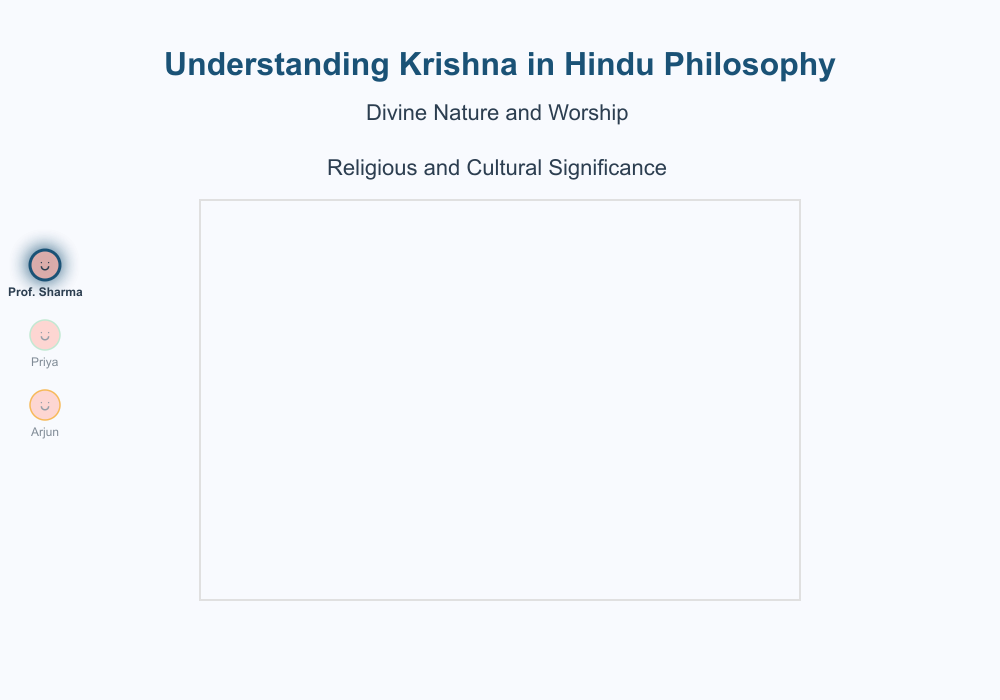 Understanding Krishna in Hindu Philosophy
Divine Nature and Worship
Religious and Cultural Significance
Prof. Sharma
Priya
Arjun